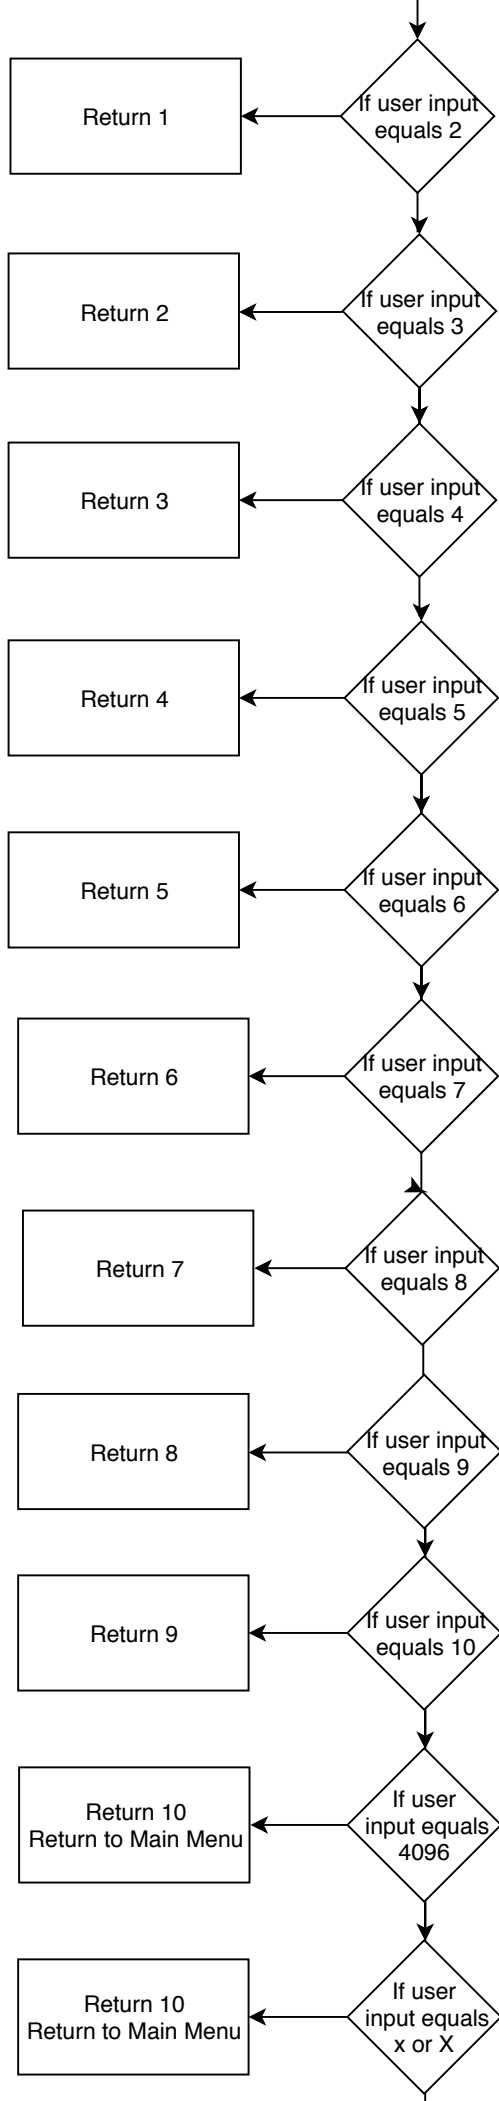 Return 1
If user input
equals 2
Return 2
If user input
equals 3
Return 3
If user input
equals 4
Return 4
If user input
equals 5
Return 5
If user input
equals 6
Return 6
If user input
equals 7
Return 7
If user input
equals 8
Return 8
If user input
equals 9
Return 9
If user input
equals 10
Return 10
Return to Main Menu
If user
input equals
4096
Return 10
Return to Main Menu
If user
input equals
x or X